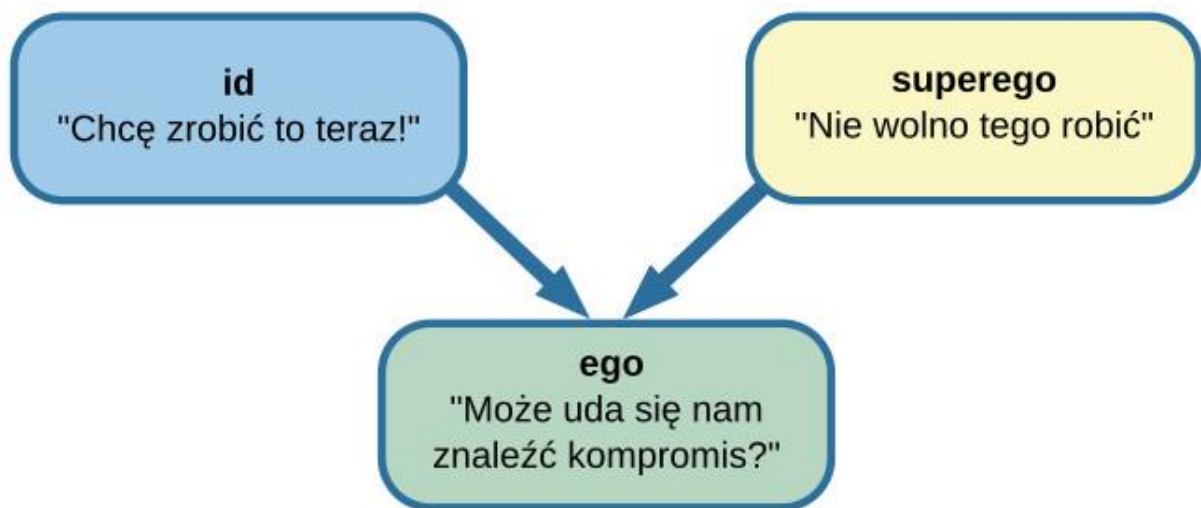 id
"Chcę zrobić to teraz!"
superego
"Nie wolno tego robić"
ego
"Może uda się nam
znaleźć kompromis?"